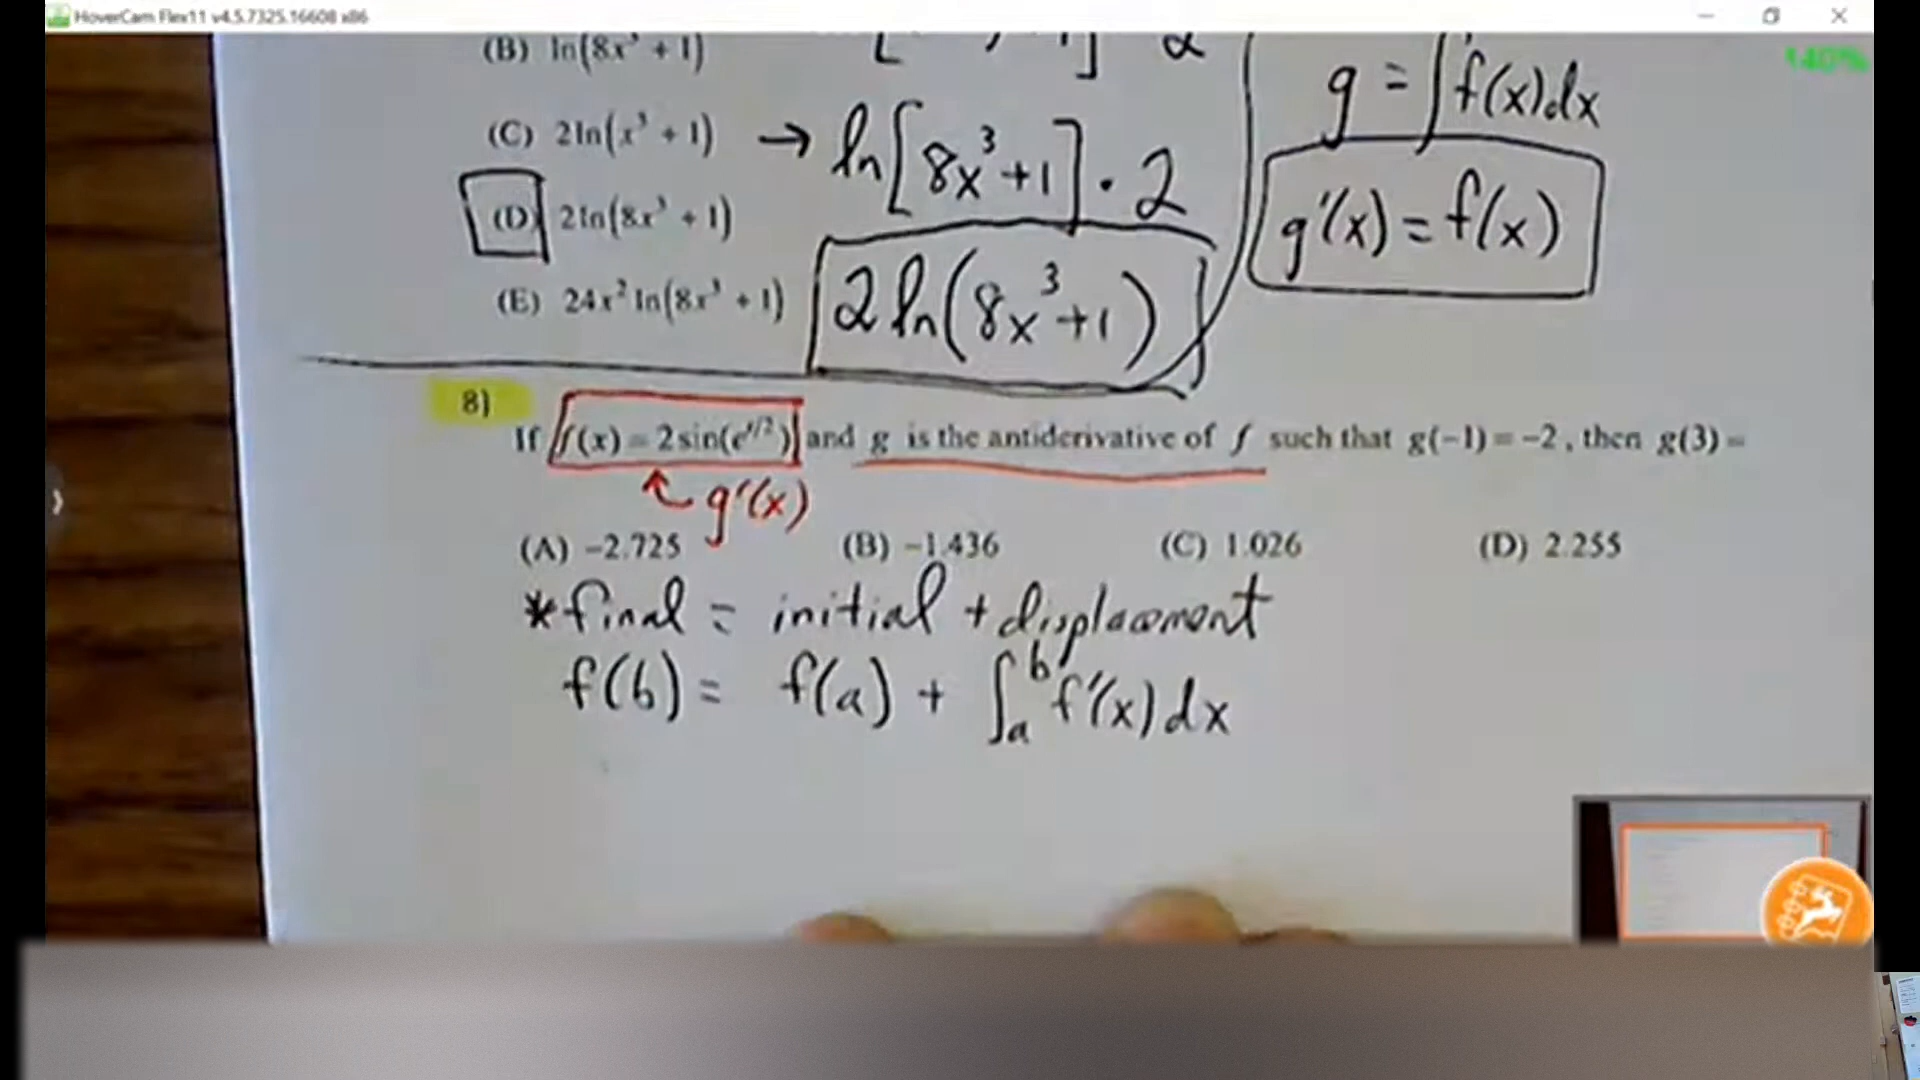 HoverCam Flex11 v4.5.7325.16608 x86
140%
(B) ln(8x³ + 1)
2
g = ∫f(x)dx
(C) 2ln(x³ + 1) → ln[8x³+1] · 2
g'(x) = f(x)
(D) 2ln(8x³ + 1)
(E) 24x² ln(8x³ + 1)
2ln(8x³+1)
8)
If f(x) = 2sin(e^(x/2)) and g is the antiderivative of f such that g(−1) = −2, then g(3) =
↖ g'(x)
(A) −2.725 (B) −1.436 (C) 1.026 (D) 2.255
*final = initial + displacement
f(b) = f(a) + ∫ₐᵇ f'(x)dx